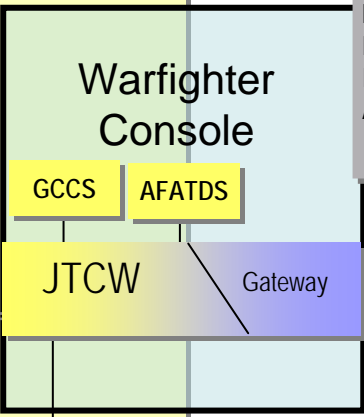 Warfighter
Console
GCCS
AFATDS
JTCW
Gateway